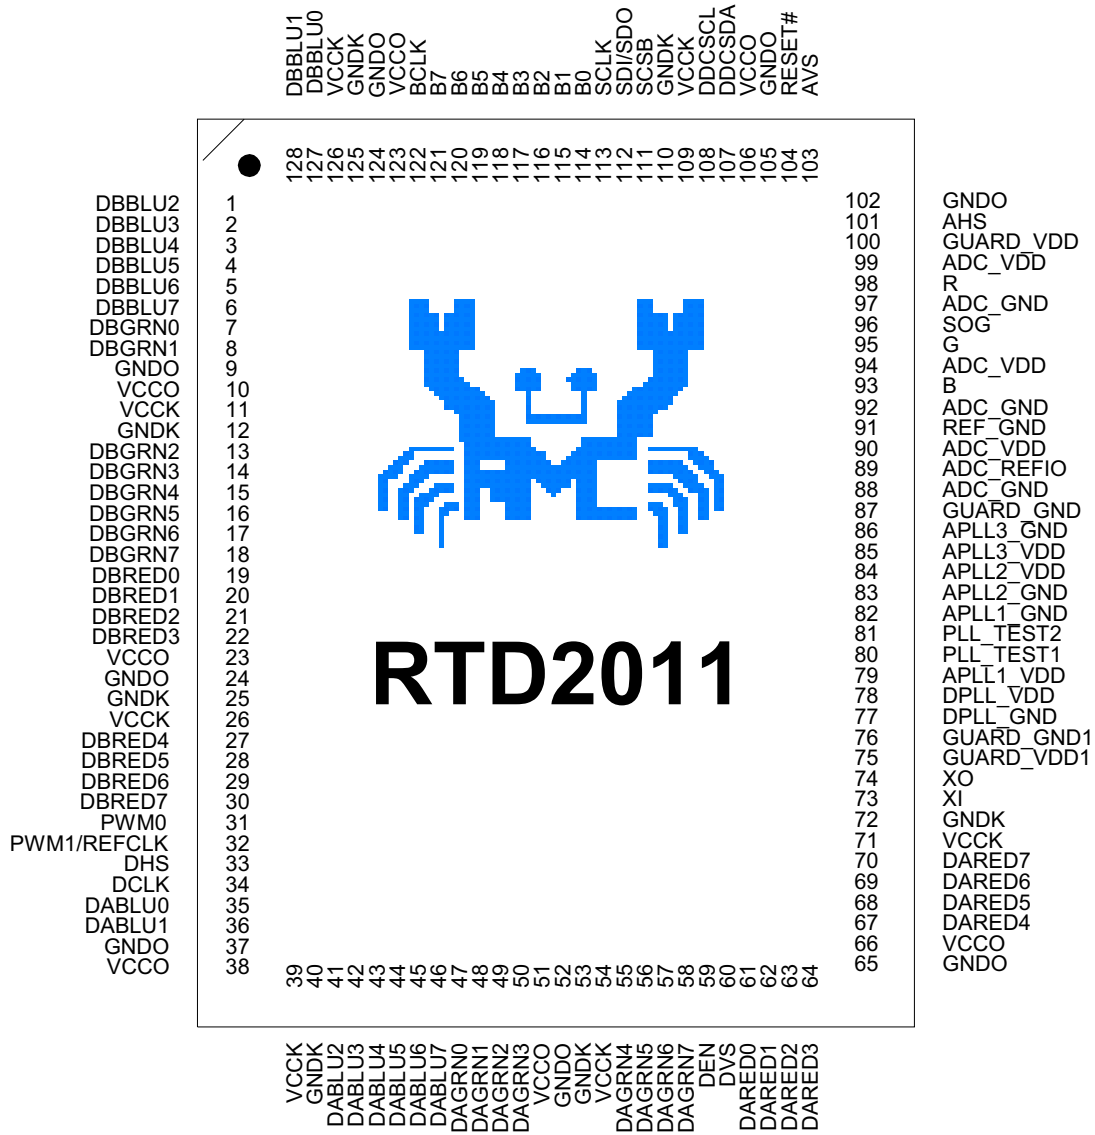 DBBLU1 DBBLU0 VCCK GNDK GNDO VCCO BCLK B7 B6 B5 B4 B3 B2 B1 B0 SCLK SDI/SDO SCSB GNDK VCCK DDCSCL DDCSDA VCCO GNDO RESET# AVS
128 127 126 125 124 123 122 121 120 119 118 117 116 115 114 113 112 111 110 109 108 107 106 105 104 103
DBBLU2 1
DBBLU3 2
DBBLU4 3
DBBLU5 4
DBBLU6 5
DBBLU7 6
DBGRN0 7
DBGRN1 8
GNDO 9
VCCO 10
VCCK 11
GNDK 12
DBGRN2 13
DBGRN3 14
DBGRN4 15
DBGRN5 16
DBGRN6 17
DBGRN7 18
DBRED0 19
DBRED1 20
DBRED2 21
DBRED3 22
VCCO 23
GNDO 24
GNDK 25
VCCK 26
DBRED4 27
DBRED5 28
DBRED6 29
DBRED7 30
PWM0 31
PWM1/REFCLK 32
DHS 33
DCLK 34
DABLU0 35
DABLU1 36
GNDO 37
VCCO 38
RTD2011
102 GNDO
101 AHS
100 GUARD_VDD
99 ADC_VDD
98 R
97 ADC_GND
96 SOG
95 G
94 ADC_VDD
93 B
92 ADC_GND
91 REF_GND
90 ADC_VDD
89 ADC_REFIO
88 ADC_GND
87 GUARD_GND
86 APLL3_GND
85 APLL3_VDD
84 APLL2_VDD
83 APLL2_GND
82 APLL1_GND
81 PLL_TEST2
80 PLL_TEST1
79 APLL1_VDD
78 DPLL_VDD
77 DPLL_GND
76 GUARD_GND1
75 GUARD_VDD1
74 XO
73 XI
72 GNDK
71 VCCK
70 DARED7
69 DARED6
68 DARED5
67 DARED4
66 VCCO
65 GNDO
39 40 41 42 43 44 45 46 47 48 49 50 51 52 53 54 55 56 57 58 59 60 61 62 63 64
VCCK GNDK DABLU2 DABLU3 DABLU4 DABLU5 DABLU6 DABLU7 DAGRN0 DAGRN1 DAGRN2 DAGRN3 VCCO GNDO GNDK VCCK DAGRN4 DAGRN5 DAGRN6 DAGRN7 DEN DVS DARED0 DARED1 DARED2 DARED3